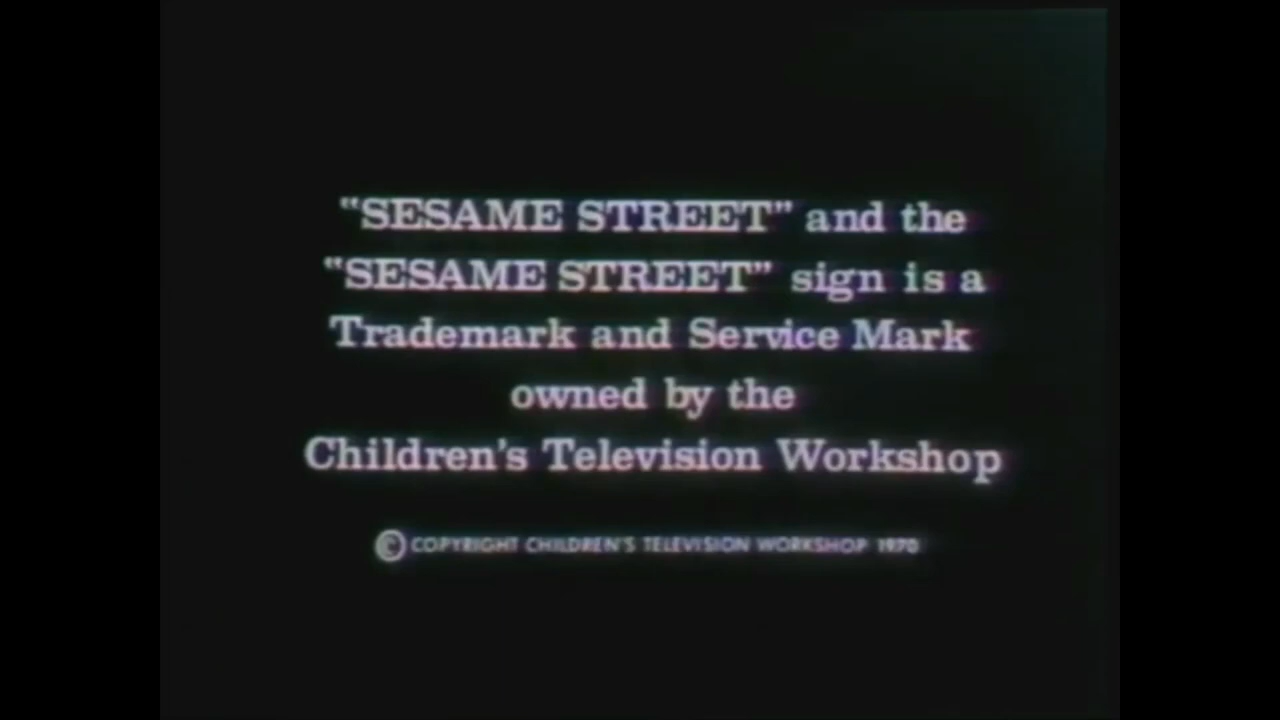 "SESAME STREET" and the
"SESAME STREET" sign is a
Trademark and Service Mark
owned by the
Children's Television Workshop
© COPYRIGHT CHILDREN'S TELEVISION WORKSHOP 1970